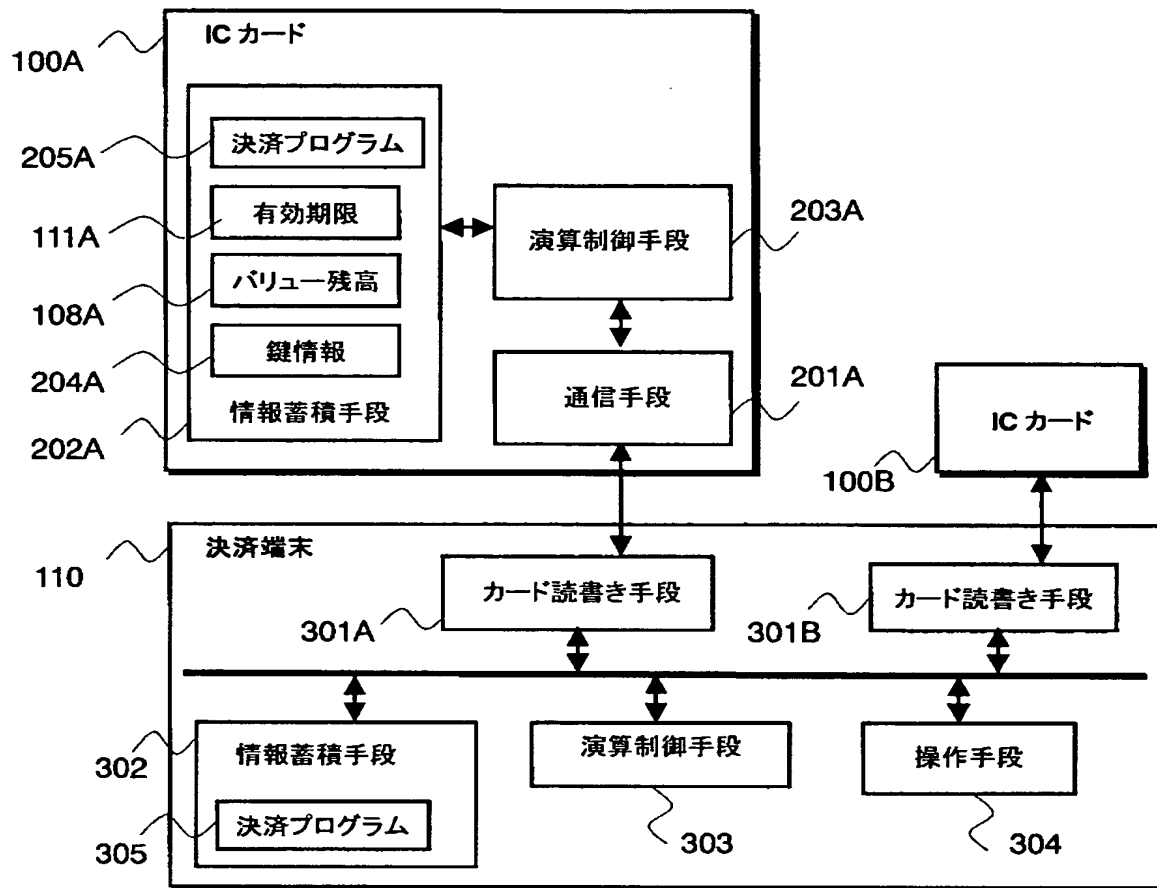 IC カード
100A
決済プログラム
205A
有効期限
111A
バリュー残高
108A
鍵情報
204A
情報蓄積手段
202A
演算制御手段
203A
通信手段
201A
IC カード
100B
決済端末
110
カード読書き手段
301A
カード読書き手段
301B
情報蓄積手段
302
決済プログラム
305
演算制御手段
303
操作手段
304